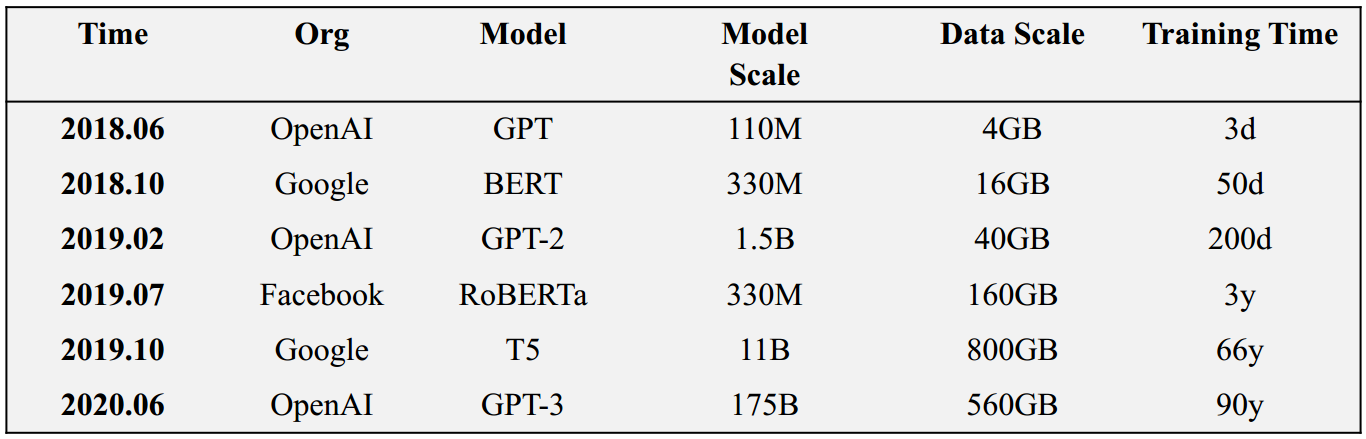 Time Org Model Model Scale Data Scale Training Time
2018.06 OpenAI GPT 110M 4GB 3d
2018.10 Google BERT 330M 16GB 50d
2019.02 OpenAI GPT-2 1.5B 40GB 200d
2019.07 Facebook RoBERTa 330M 160GB 3y
2019.10 Google T5 11B 800GB 66y
2020.06 OpenAI GPT-3 175B 560GB 90y